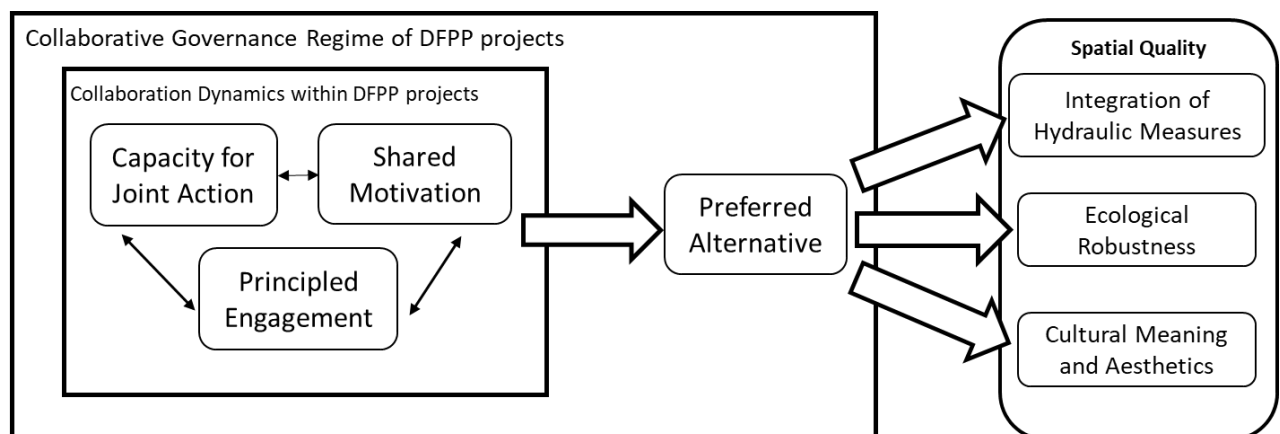 Collaborative Governance Regime of DFPP projects
Collaboration Dynamics within DFPP projects
Capacity for
Joint Action
Shared
Motivation
Principled
Engagement
Preferred
Alternative
Spatial Quality
Integration of
Hydraulic Measures
Ecological
Robustness
Cultural Meaning
and Aesthetics